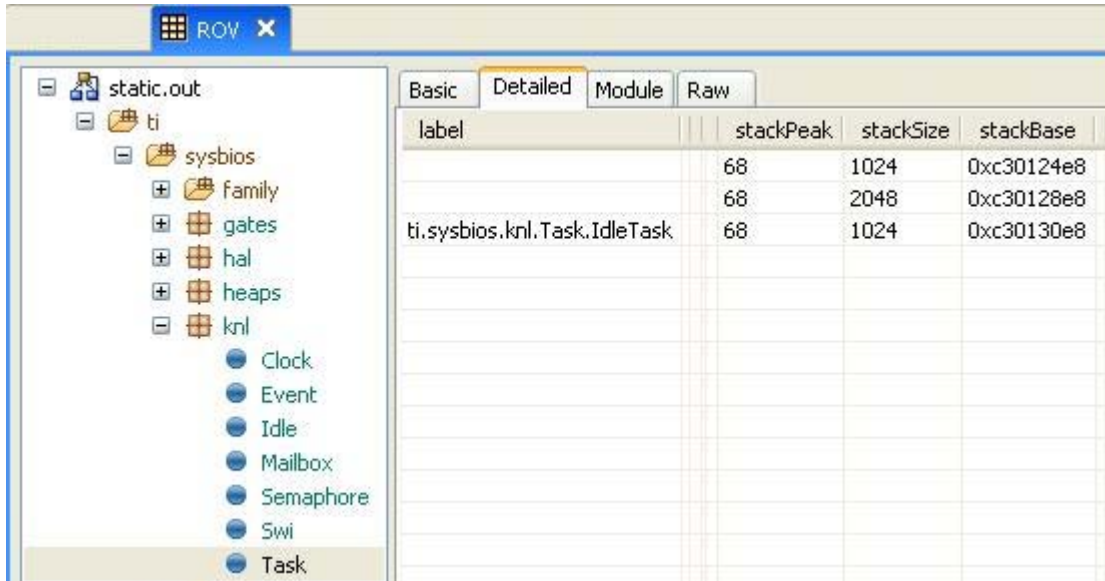 ROV
static.out
ti
sysbios
family
gates
hal
heaps
knl
Clock
Event
Idle
Mailbox
Semaphore
Swi
Task
Basic Detailed Module Raw
label stackPeak stackSize stackBase
68 1024 0xc30124e8
68 2048 0xc30128e8
ti.sysbios.knl.Task.IdleTask 68 1024 0xc30130e8